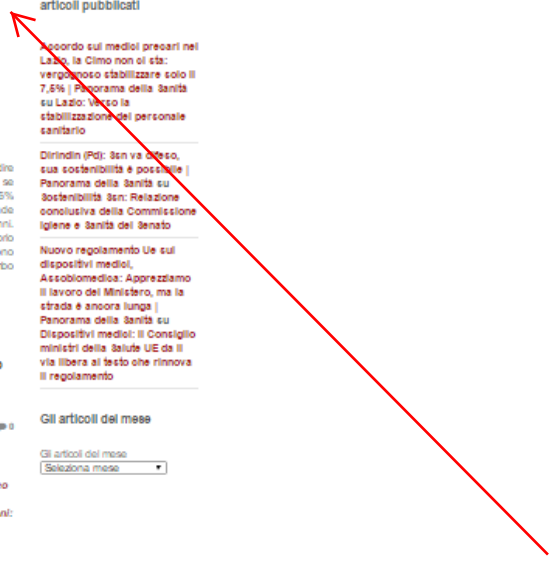 articoli pubblicati
Accordo sui medici precari nel
Lazio, la Cimo non ci sta:
vergognoso stabilizzare solo il
7,5% | Panorama della Sanità
su Lazio: Verso la
stabilizzazione del personale
sanitario
Dirindin (Pd): Ssn va difeso,
sua sostenibilità è possibile |
Panorama della Sanità su
Sostenibilità Ssn: Relazione
conclusiva della Commissione
Igiene e Sanità del Senato
Nuovo regolamento Ue sui
dispositivi medici,
Assobiomedica: Apprezziamo
il lavoro del Ministero, ma la
strada è ancora lunga |
Panorama della Sanità su
Dispositivi medici: Il Consiglio
ministri della Salute UE da il
via libera al testo che rinnova
il regolamento
Gli articoli del mese
Gli articoli del mese
Seleziona mese
se
5%
nni.
0